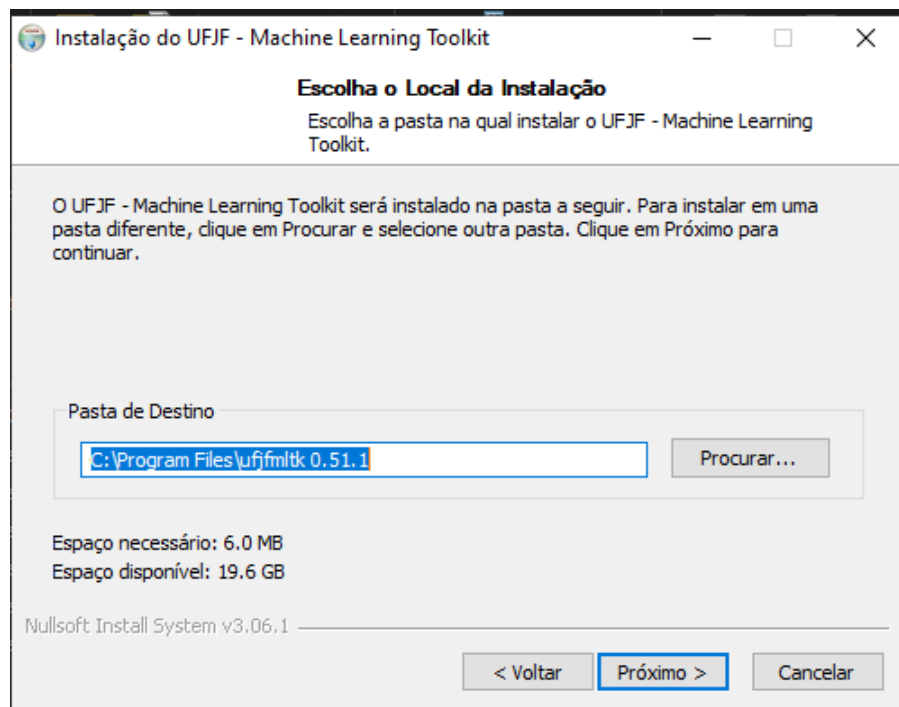 Instalação do UFJF - Machine Learning Toolkit
Escolha o Local da Instalação
Escolha a pasta na qual instalar o UFJF - Machine Learning
Toolkit.
O UFJF - Machine Learning Toolkit será instalado na pasta a seguir. Para instalar em uma
pasta diferente, clique em Procurar e selecione outra pasta. Clique em Próximo para
continuar.
Pasta de Destino
C:\Program Files\ufjfmltk 0.51.1
Procurar...
Espaço necessário: 6.0 MB
Espaço disponível: 19.6 GB
Nullsoft Install System v3.06.1
< Voltar
Próximo >
Cancelar